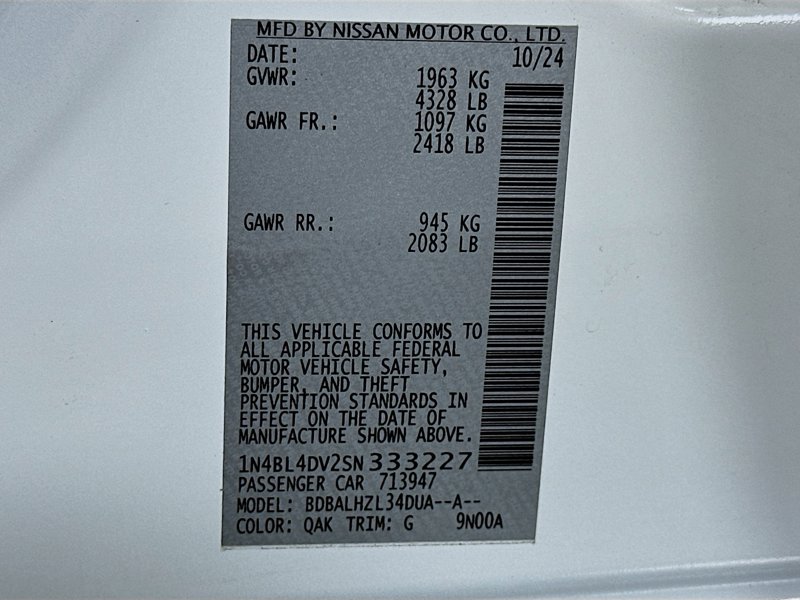 MFD BY NISSAN MOTOR CO., LTD.
DATE: 10/24
GVWR: 1963 KG
4328 LB
GAWR FR.: 1097 KG
2418 LB
GAWR RR.: 945 KG
2083 LB
THIS VEHICLE CONFORMS TO
ALL APPLICABLE FEDERAL
MOTOR VEHICLE SAFETY,
BUMPER, AND THEFT
PREVENTION STANDARDS IN
EFFECT ON THE DATE OF
MANUFACTURE SHOWN ABOVE.
1N4BL4DV2SN333227
PASSENGER CAR 713947
MODEL: BDBALHZL34DUA--A--
COLOR: QAK TRIM: G 9N00A